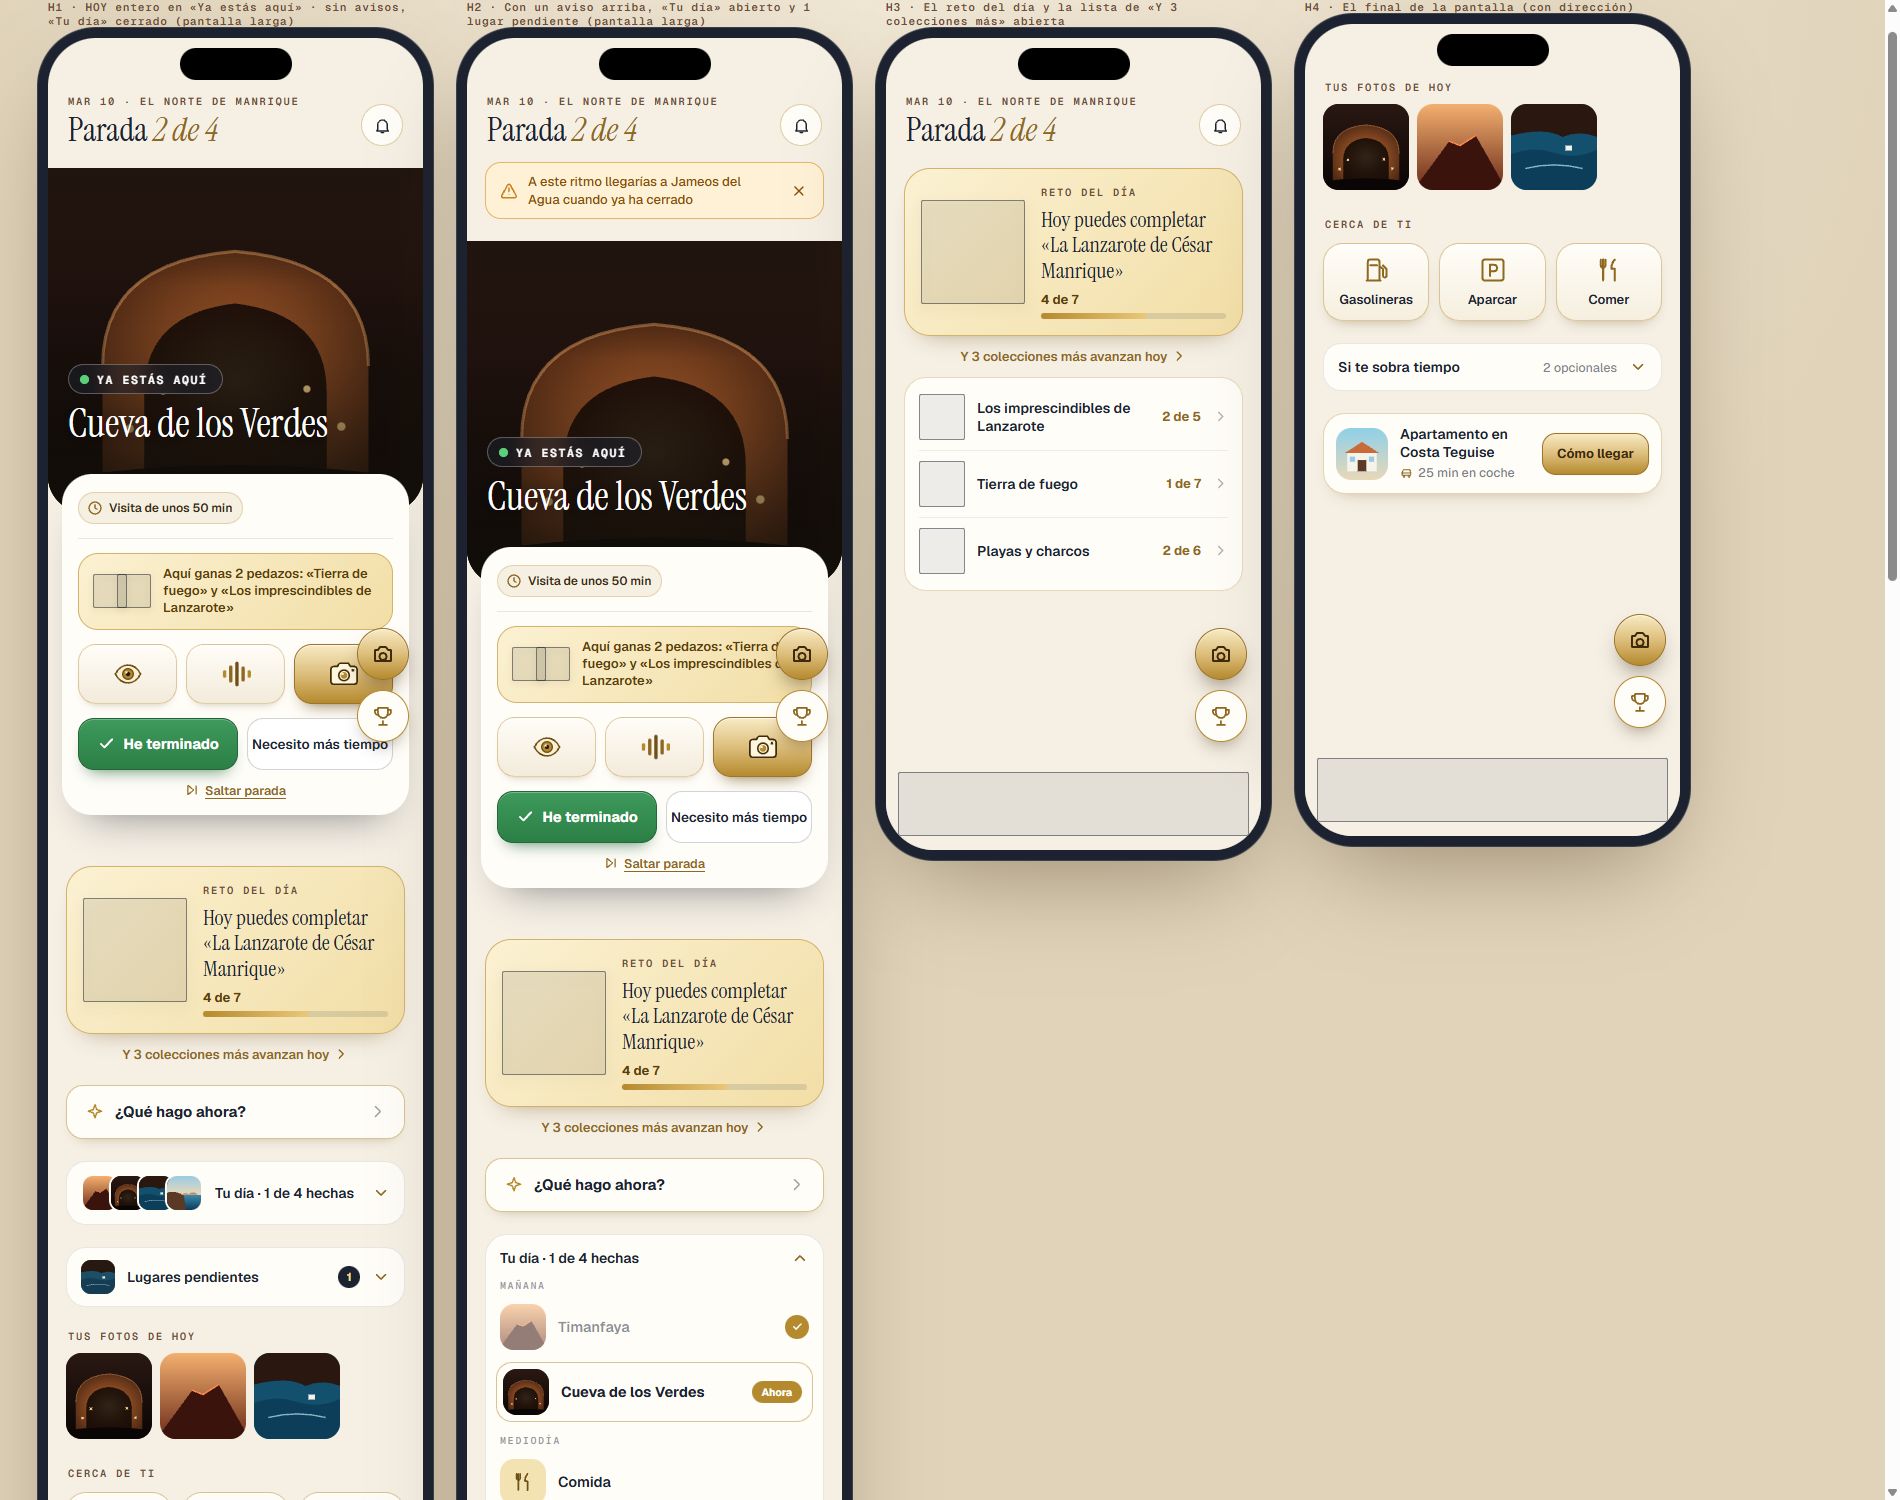 H1 · HOY entero en «Ya estás aquí» · sin avisos,
«Tu día» cerrado (pantalla larga)
MAR 10 · EL NORTE DE MANRIQUE
Parada 2 de 4
YA ESTÁS AQUÍ
Cueva de los Verdes
Visita de unos 50 min
Aquí ganas 2 pedazos: «Tierra de
fuego» y «Los imprescindibles de
Lanzarote»
He terminado
Necesito más tiempo
Saltar parada
RETO DEL DÍA
Hoy puedes completar
«La Lanzarote de César
Manrique»
4 de 7
Y 3 colecciones más avanzan hoy
¿Qué hago ahora?
Tu día · 1 de 4 hechas
Lugares pendientes
1
TUS FOTOS DE HOY
CERCA DE TI
H2 · Con un aviso arriba, «Tu día» abierto y 1
lugar pendiente (pantalla larga)
MAR 10 · EL NORTE DE MANRIQUE
Parada 2 de 4
A este ritmo llegarías a Jameos del
Agua cuando ya ha cerrado
YA ESTÁS AQUÍ
Cueva de los Verdes
Visita de unos 50 min
Aquí ganas 2 pedazos: «Tierra
fuego» y «Los imprescindibles
Lanzarote»
He terminado
Necesito más tiempo
Saltar parada
RETO DEL DÍA
Hoy puedes completar
«La Lanzarote de César
Manrique»
4 de 7
Y 3 colecciones más avanzan hoy
¿Qué hago ahora?
Tu día · 1 de 4 hechas
MAÑANA
Timanfaya
Cueva de los Verdes
Ahora
MEDIODÍA
Comida
H3 · El reto del día y la lista de «Y 3
colecciones más» abierta
MAR 10 · EL NORTE DE MANRIQUE
Parada 2 de 4
RETO DEL DÍA
Hoy puedes completar
«La Lanzarote de César
Manrique»
4 de 7
Y 3 colecciones más avanzan hoy
Los imprescindibles de
Lanzarote
2 de 5
Tierra de fuego
1 de 7
Playas y charcos
2 de 6
H4 · El final de la pantalla (con dirección)
TUS FOTOS DE HOY
CERCA DE TI
Gasolineras
Aparcar
Comer
Si te sobra tiempo
2 opcionales
Apartamento en
Costa Teguise
25 min en coche
Cómo llegar